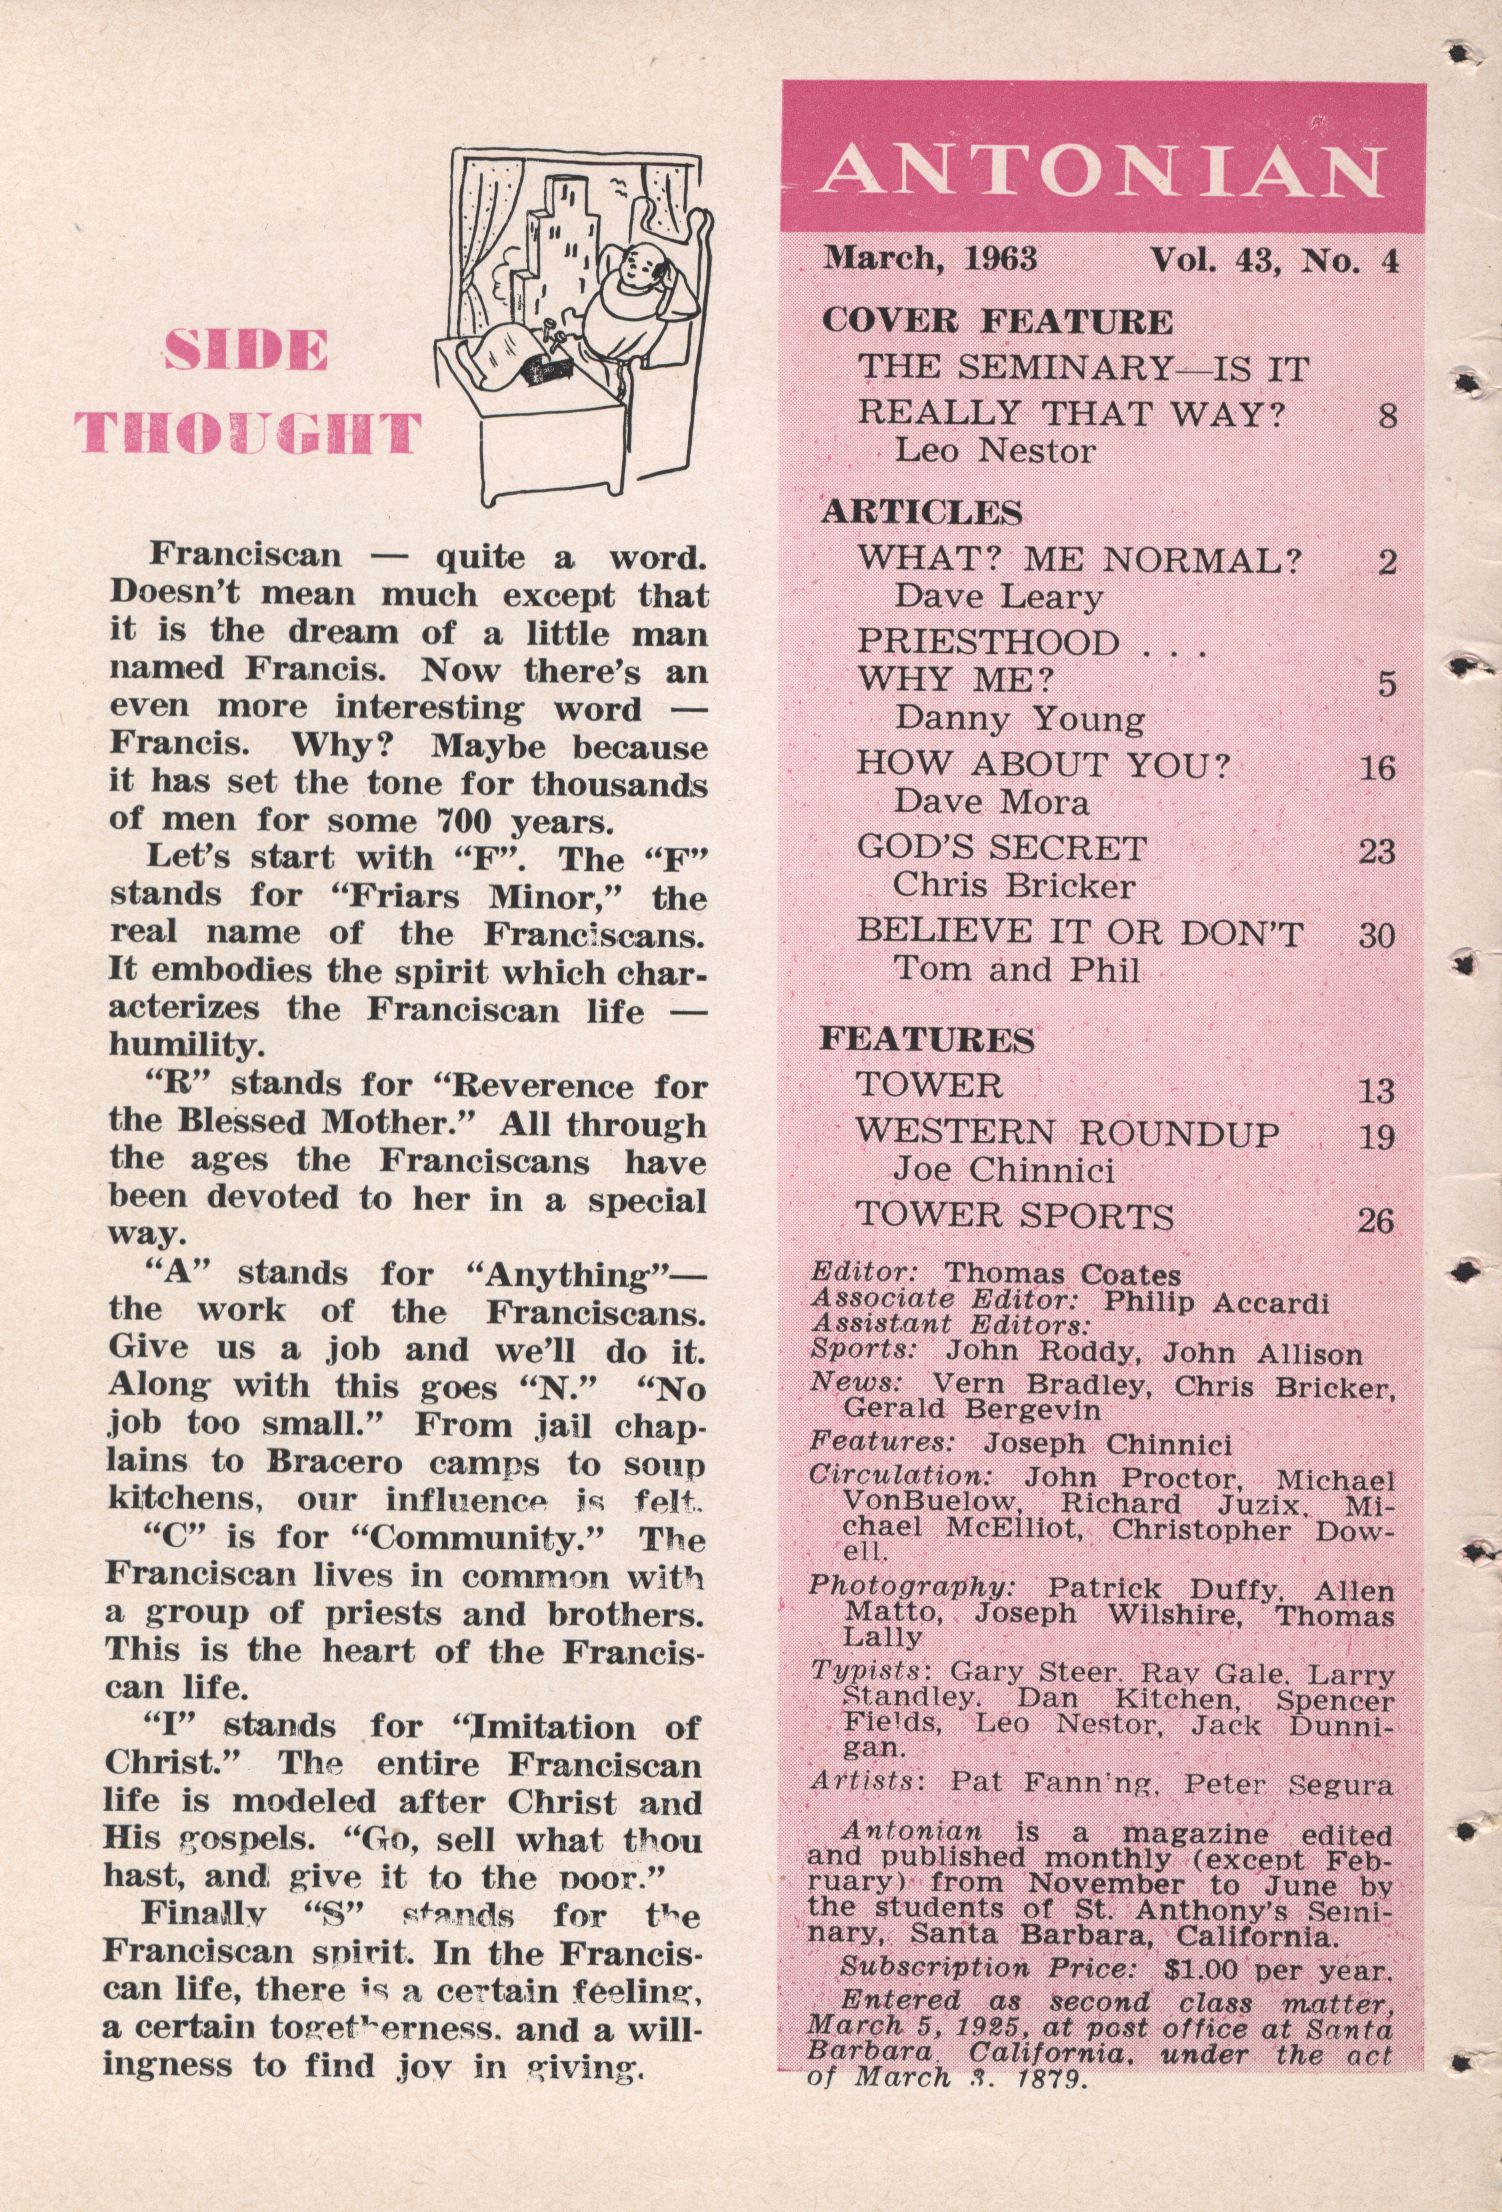 SIDE
THOUGHT
Franciscan — quite a word.
Doesn't mean much except that
it is the dream of a little man
named Francis. Now there's an
even more interesting word —
Francis. Why? Maybe because
it has set the tone for thousands
of men for some 700 years.
Let's start with “F”. The “F”
stands for “Friars Minor,” the
real name of the Franciscans.
It embodies the spirit which char-
acterizes the Franciscan life —
humility.
“R” stands for “Reverence for
the Blessed Mother.” All through
the ages the Franciscans have
been devoted to her in a special
way.
“A” stands for “Anything”—
the work of the Franciscans.
Give us a job and we'll do it.
Along with this goes “N.” “No
job too small.” From jail chap-
lains to Bracero camps to soup
kitchens, our influence is felt.
“C” is for “Community.” The
Franciscan lives in common with
a group of priests and brothers.
This is the heart of the Francis-
can life.
“I” stands for “Imitation of
Christ.” The entire Franciscan
life is modeled after Christ and
His gospels. “Go, sell what thou
hast, and give it to the poor.”
Finally “S” stands for the
Franciscan spirit. In the Francis-
can life, there is a certain feeling,
a certain togetherness, and a will-
ingness to find joy in giving.
ANTONIAN
March, 1963 Vol. 43, No. 4
COVER FEATURE
THE SEMINARY—IS IT
REALLY THAT WAY? 8
Leo Nestor
ARTICLES
WHAT? ME NORMAL? 2
Dave Leary
PRIESTHOOD . . .
WHY ME? 5
Danny Young
HOW ABOUT YOU? 16
Dave Mora
GOD'S SECRET 23
Chris Bricker
BELIEVE IT OR DON'T 30
Tom and Phil
FEATURES
TOWER 13
WESTERN ROUNDUP 19
Joe Chinnici
TOWER SPORTS 26
Editor: Thomas Coates
Associate Editor: Philip Accardi
Assistant Editors:
Sports: John Roddy, John Allison
News: Vern Bradley, Chris Bricker,
Gerald Bergevin
Features: Joseph Chinnici
Circulation: John Proctor, Michael
VonBuelow, Richard Juzix, Mi-
chael McElliot, Christopher Dow-
ell.
Photography: Patrick Duffy, Allen
Matto, Joseph Wilshire, Thomas
Lally
Typists: Gary Steer, Ray Gale, Larry
Standley, Dan Kitchen, Spencer
Fields, Leo Nestor, Jack Dunni-
gan.
Artists: Pat Fanning, Peter Segura
Antonian is a magazine edited
and published monthly (except Feb-
ruary) from November to June by
the students of St. Anthony's Semi-
nary, Santa Barbara, California.
Subscription Price: $1.00 per year.
Entered as second class matter,
March 5, 1925, at post office at Santa
Barbara, California, under the act
of March 3, 1879.